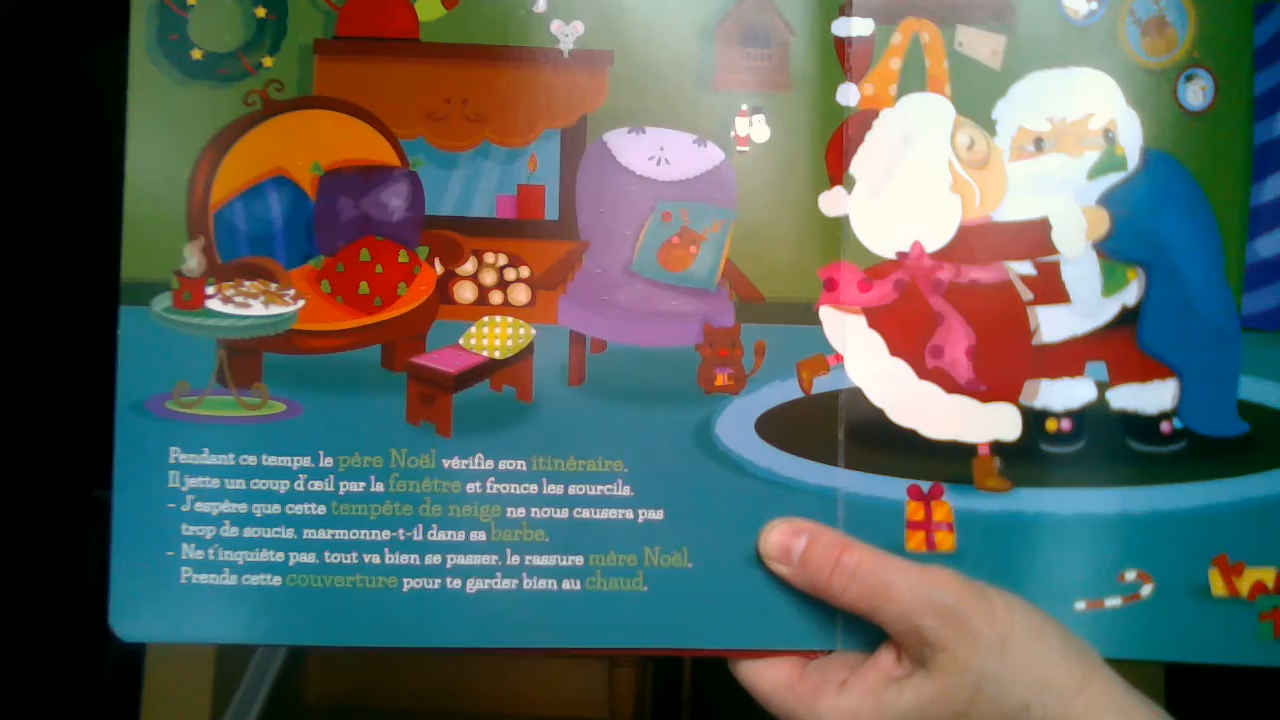 Pendant ce temps, le père Noël vérifie son itinéraire.
Il jette un coup d'œil par la fenêtre et fronce les sourcils.
– J'espère que cette tempête de neige ne nous causera pas
trop de soucis, marmonne-t-il dans sa barbe.
– Ne t'inquiète pas, tout va bien se passer, le rassure mère Noël.
Prends cette couverture pour te garder bien au chaud.